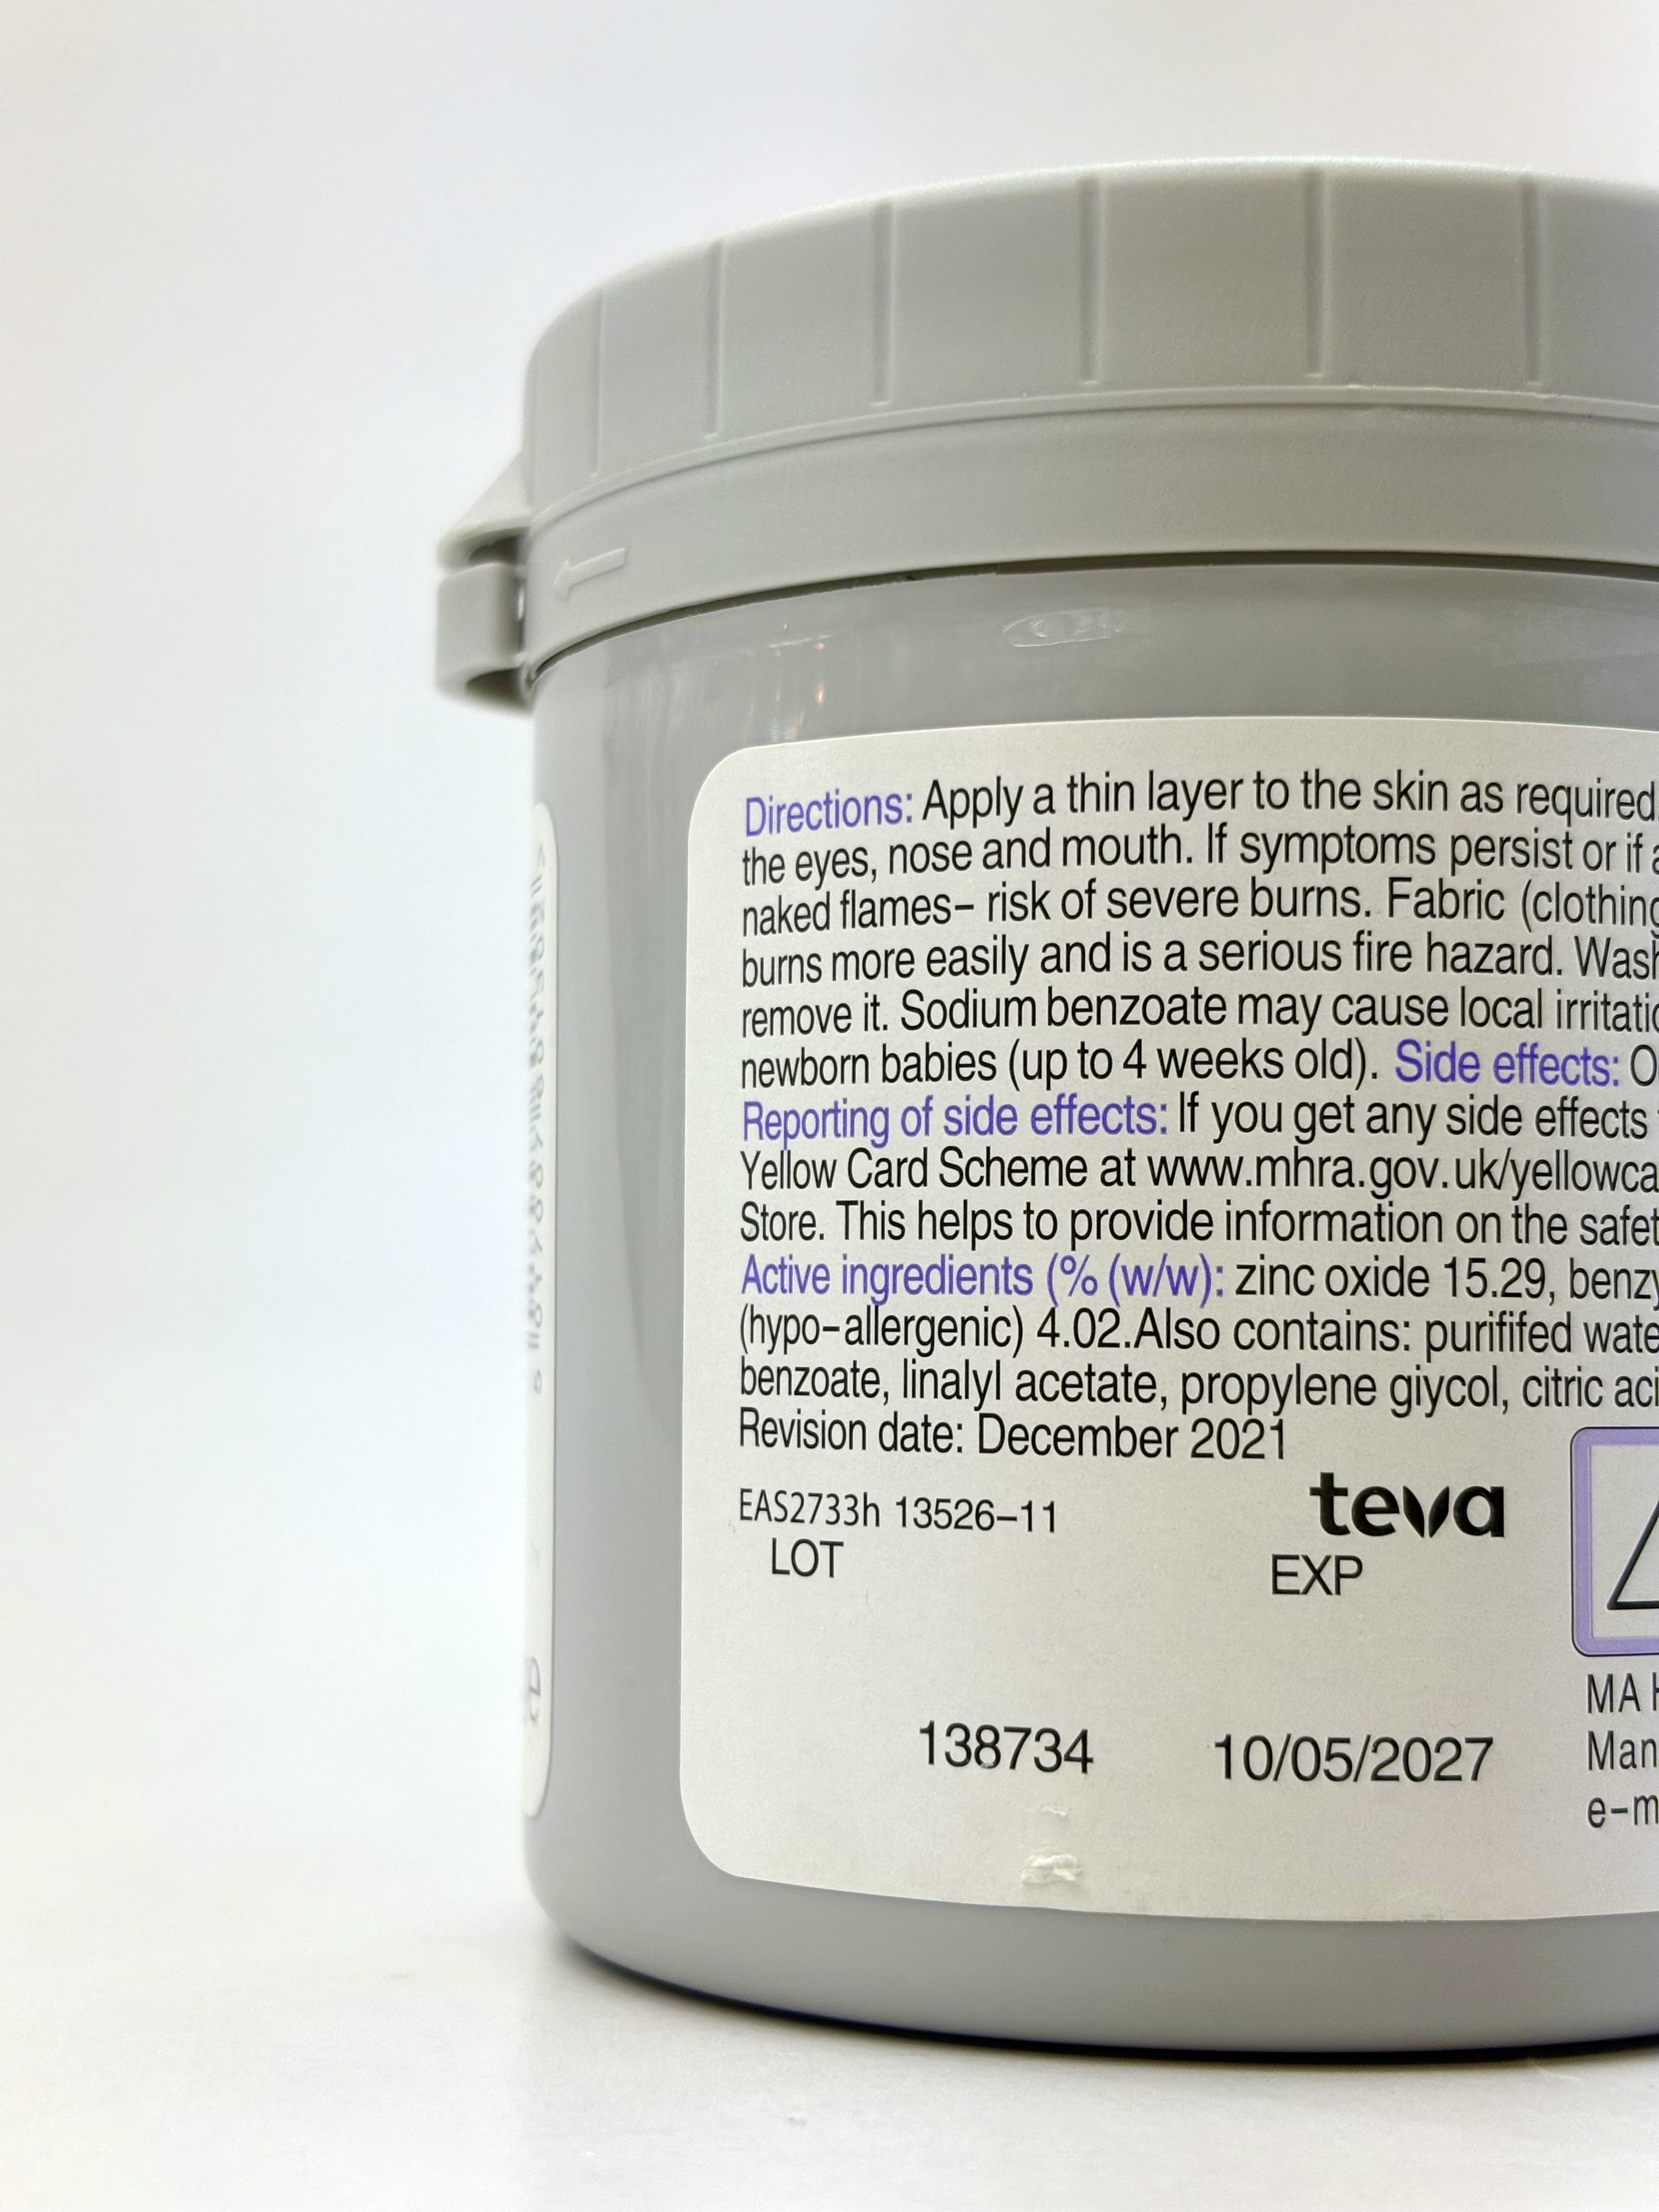 Directions: Apply a thin layer to the skin as required.
the eyes, nose and mouth. If symptoms persist or if a
naked flames– risk of severe burns. Fabric (clothing
burns more easily and is a serious fire hazard. Wash
remove it. Sodium benzoate may cause local irritatio
newborn babies (up to 4 weeks old). Side effects: O
Reporting of side effects: If you get any side effects
Yellow Card Scheme at www.mhra.gov.uk/yellowca
Store. This helps to provide information on the safet
Active ingredients (% (w/w): zinc oxide 15.29, benzy
(hypo–allergenic) 4.02.Also contains: purififed wate
benzoate, linalyl acetate, propylene giycol, citric aci
Revision date: December 2021
EAS2733h 13526–11
teva
LOT
EXP
138734
10/05/2027
MA H
Man
e–m